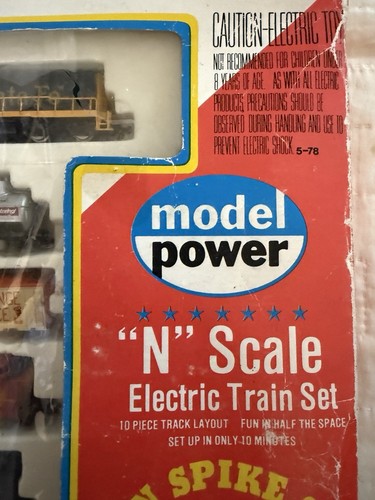 CAUTION-ELECTRIC TOY
NOT RECOMMENDED FOR CHILDREN UNDER
8 YEARS OF AGE. AS WITH ALL ELECTRIC
PRODUCTS, PRECAUTIONS SHOULD BE
OBSERVED DURING HANDLING AND USE TO
PREVENT ELECTRIC SHOCK 5-78
model
power
"N" Scale
Electric Train Set
10 PIECE TRACK LAYOUT FUN IN HALF THE SPACE
SET UP IN ONLY 10 MINUTES
N SPIKE